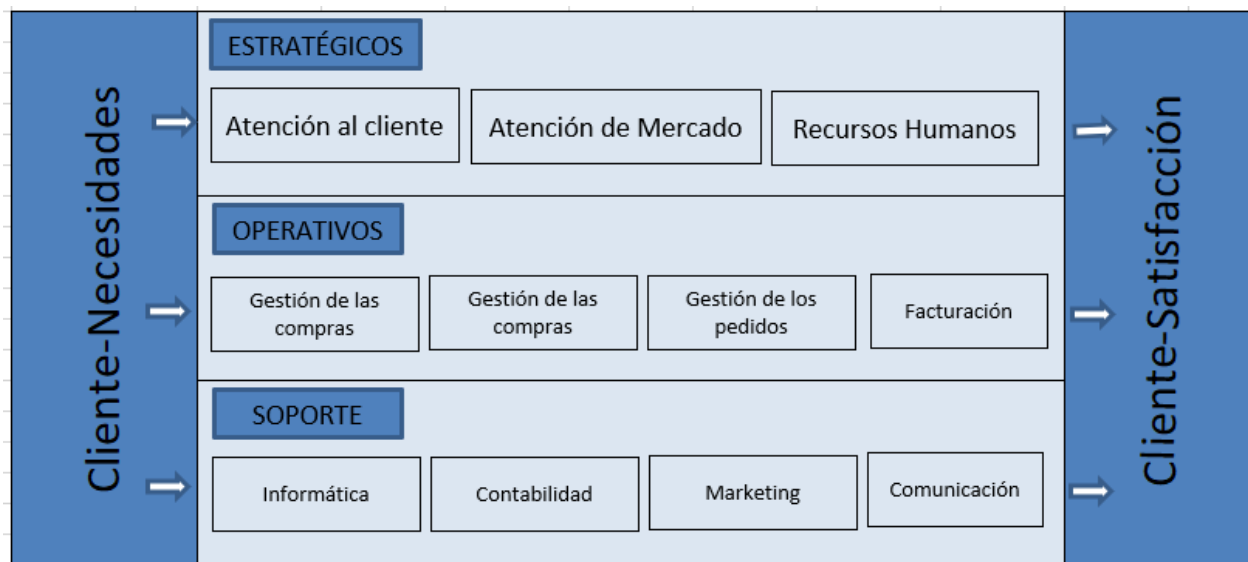 Cliente-Necesidades
ESTRATÉGICOS
Atención al cliente
Atención de Mercado
Recursos Humanos
OPERATIVOS
Gestión de las
compras
Gestión de las
compras
Gestión de los
pedidos
Facturación
SOPORTE
Informática
Contabilidad
Marketing
Comunicación
Cliente-Satisfacción